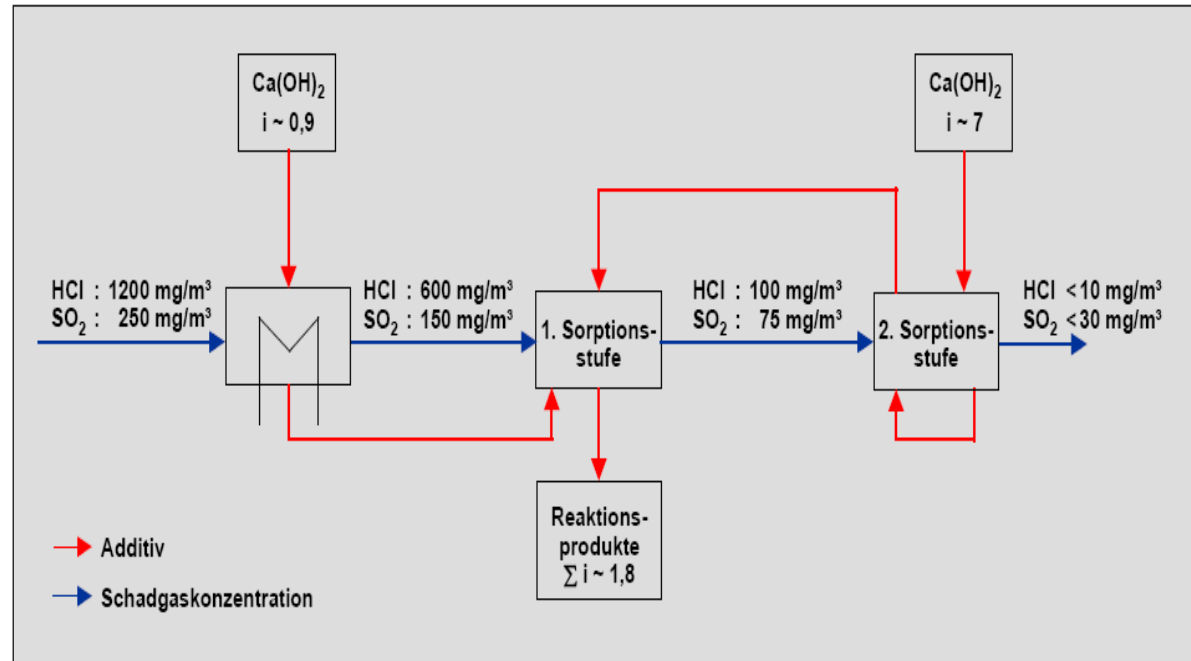 Ca(OH)₂
i ~ 0,9
Ca(OH)₂
i ~ 7
HCl : 1200 mg/m³
SO₂ : 250 mg/m³
HCl : 600 mg/m³
SO₂ : 150 mg/m³
1. Sorptions-
stufe
HCl : 100 mg/m³
SO₂ : 75 mg/m³
2. Sorptions-
stufe
HCl <10 mg/m³
SO₂ <30 mg/m³
Reaktions-
produkte
∑ i ~ 1,8
Additiv
Schadgaskonzentration